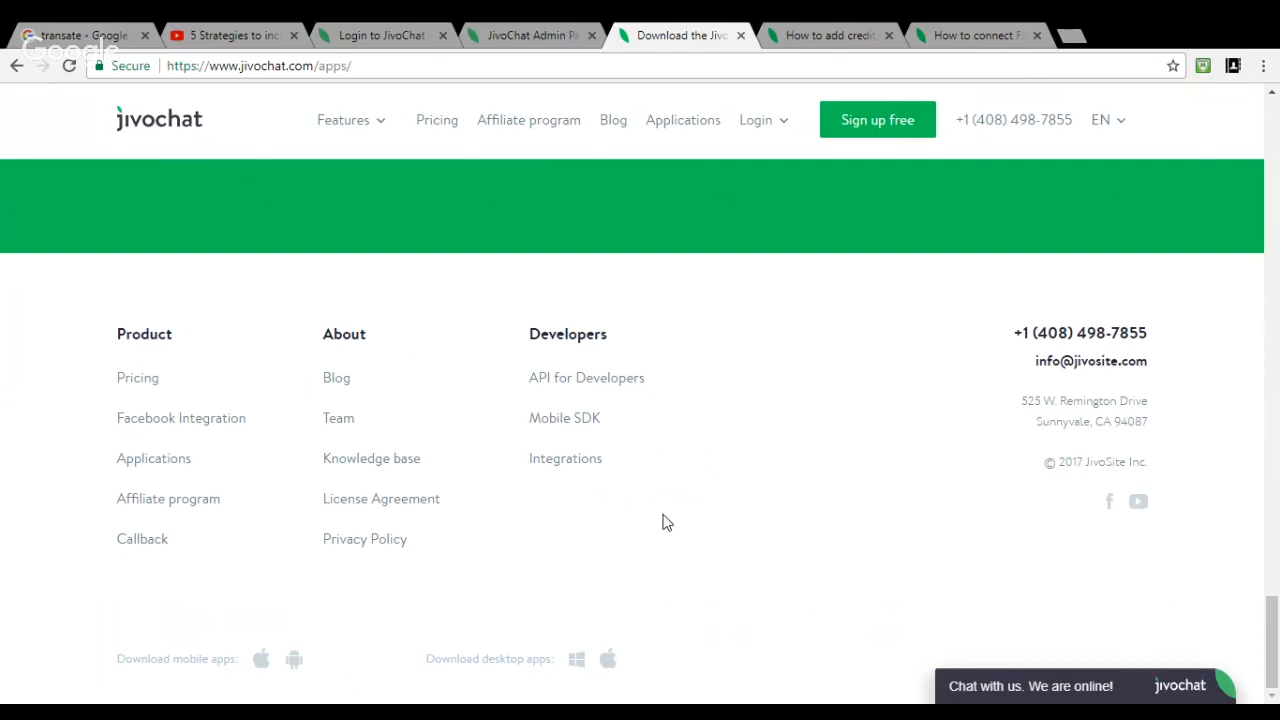 transate - Google
5 Strategies to inc
Login to JivoChat
JivoChat Admin Pa
Download the Jivo
How to add credit
How to connect Fa
Google
Secure
https://www.jivochat.com/apps/
jivochat
Features
Pricing
Affiliate program
Blog
Applications
Login
Sign up free
+1 (408) 498-7855
EN
Product
Pricing
Facebook Integration
Applications
Affiliate program
Callback
About
Blog
Team
Knowledge base
License Agreement
Privacy Policy
Developers
API for Developers
Mobile SDK
Integrations
+1 (408) 498-7855
info@jivosite.com
525 W. Remington Drive
Sunnyvale, CA 94087
© 2017 JivoSite Inc.
Download mobile apps:
Download desktop apps:
Chat with us. We are online!
jivochat